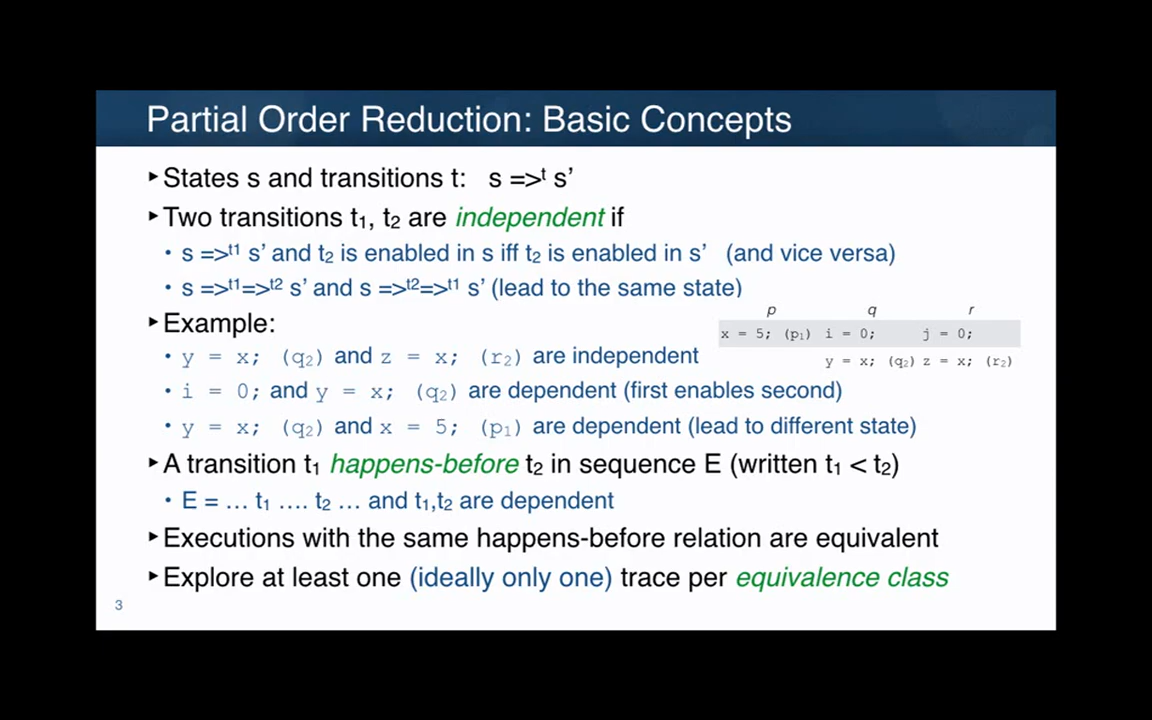 Partial Order Reduction: Basic Concepts
‣States s and transitions t: s =>ᵗ s’
‣Two transitions t₁, t₂ are independent if
• s =>ᵗ¹ s’ and t₂ is enabled in s iff t₂ is enabled in s’ (and vice versa)
• s =>ᵗ¹=>ᵗ² s’ and s =>ᵗ²=>ᵗ¹ s’ (lead to the same state)
p q r
‣Example:
x = 5; (p₁) i = 0; j = 0;
• y = x; (q₂) and z = x; (r₂) are independent
y = x; (q₂) z = x; (r₂)
• i = 0; and y = x; (q₂) are dependent (first enables second)
• y = x; (q₂) and x = 5; (p₁) are dependent (lead to different state)
‣A transition t₁ happens-before t₂ in sequence E (written t₁ < t₂)
• E = … t₁ …. t₂ … and t₁,t₂ are dependent
‣Executions with the same happens-before relation are equivalent
‣Explore at least one (ideally only one) trace per equivalence class
3